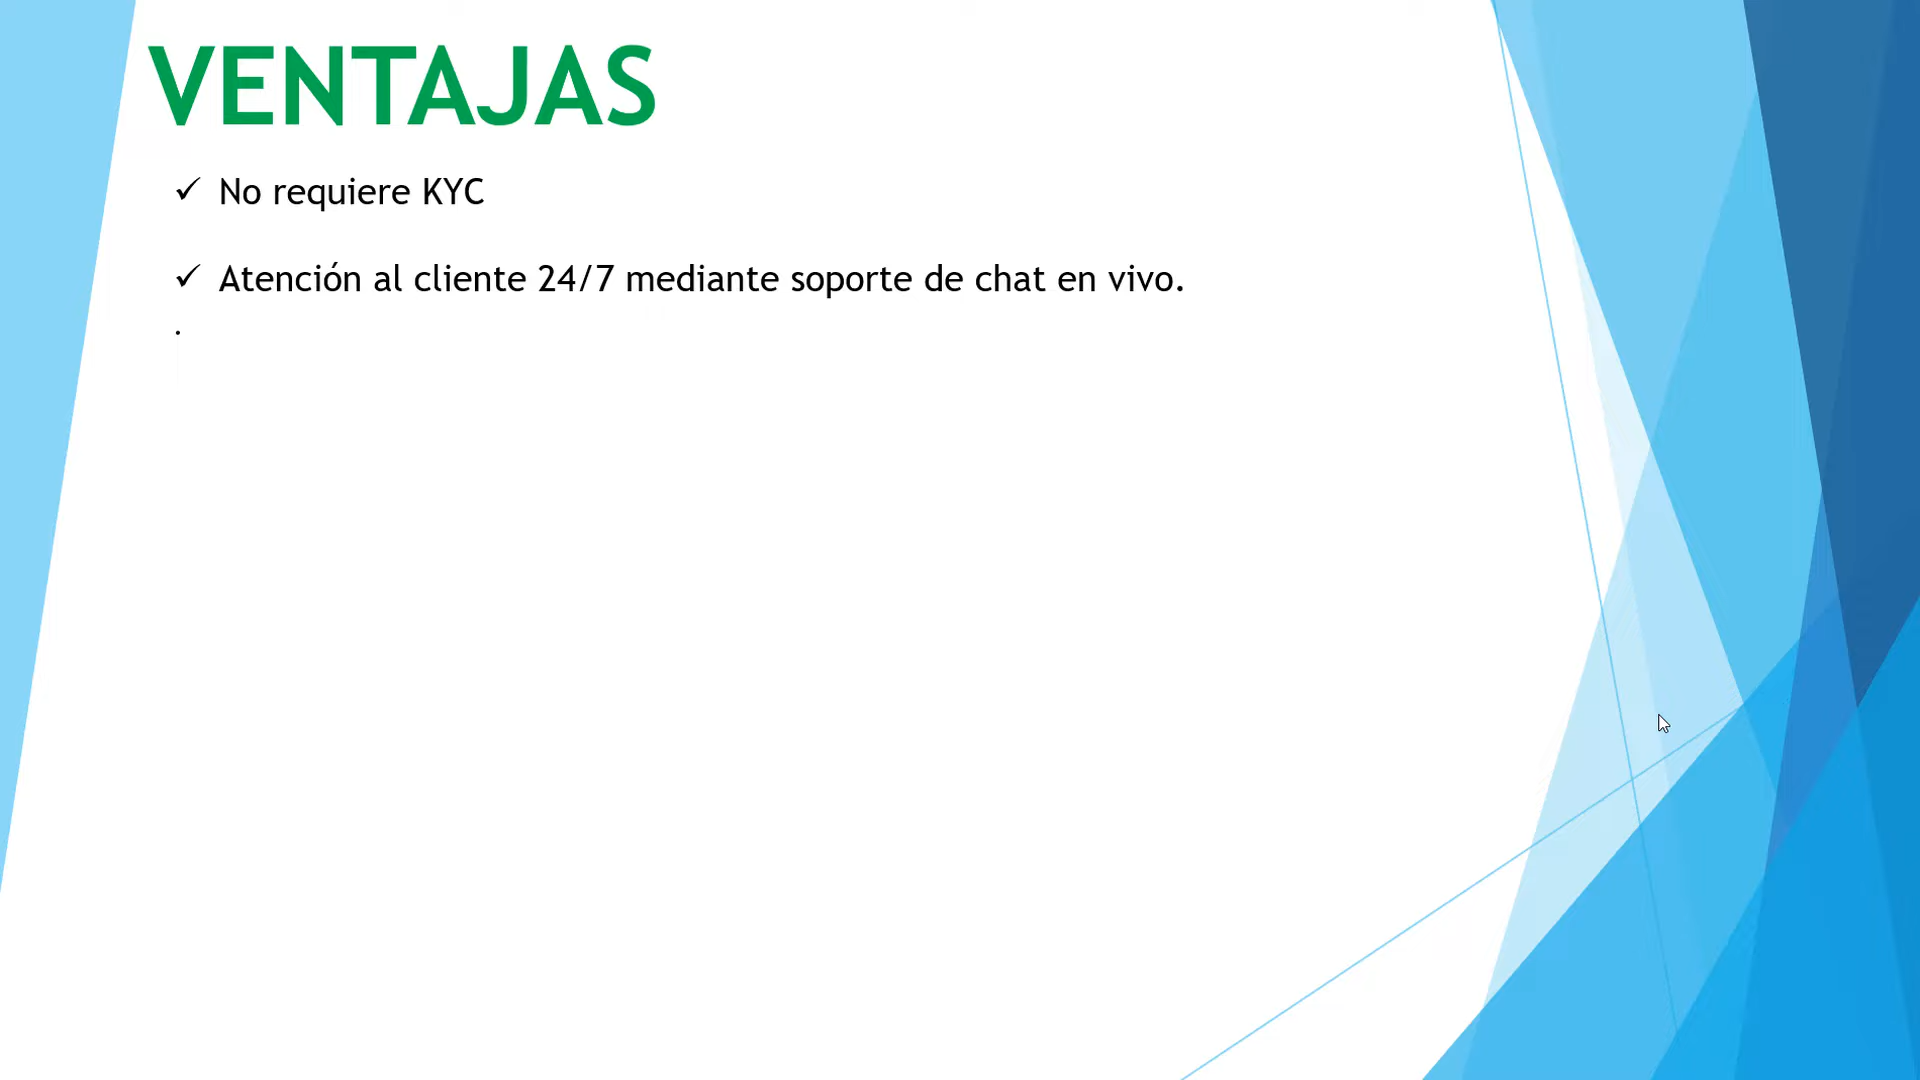 VENTAJAS
✓ No requiere KYC
✓ Atención al cliente 24/7 mediante soporte de chat en vivo.
.